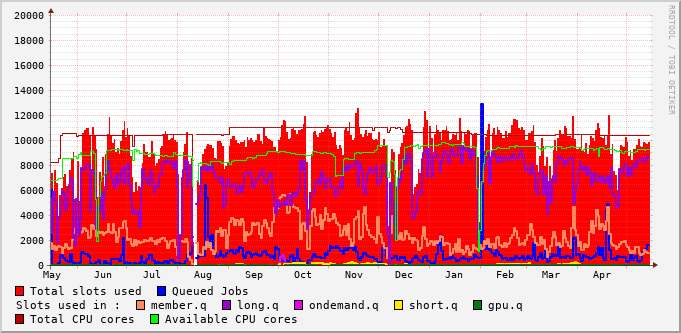 20000
18000
16000
14000
12000
10000
8000
6000
4000
2000
0
May Jun Jul Aug Sep Oct Nov Dec Jan Feb Mar Apr
RRDTOOL / TOBI OETIKER
Total slots used Queued Jobs
Slots used in : member.q long.q ondemand.q short.q gpu.q
Total CPU cores Available CPU cores